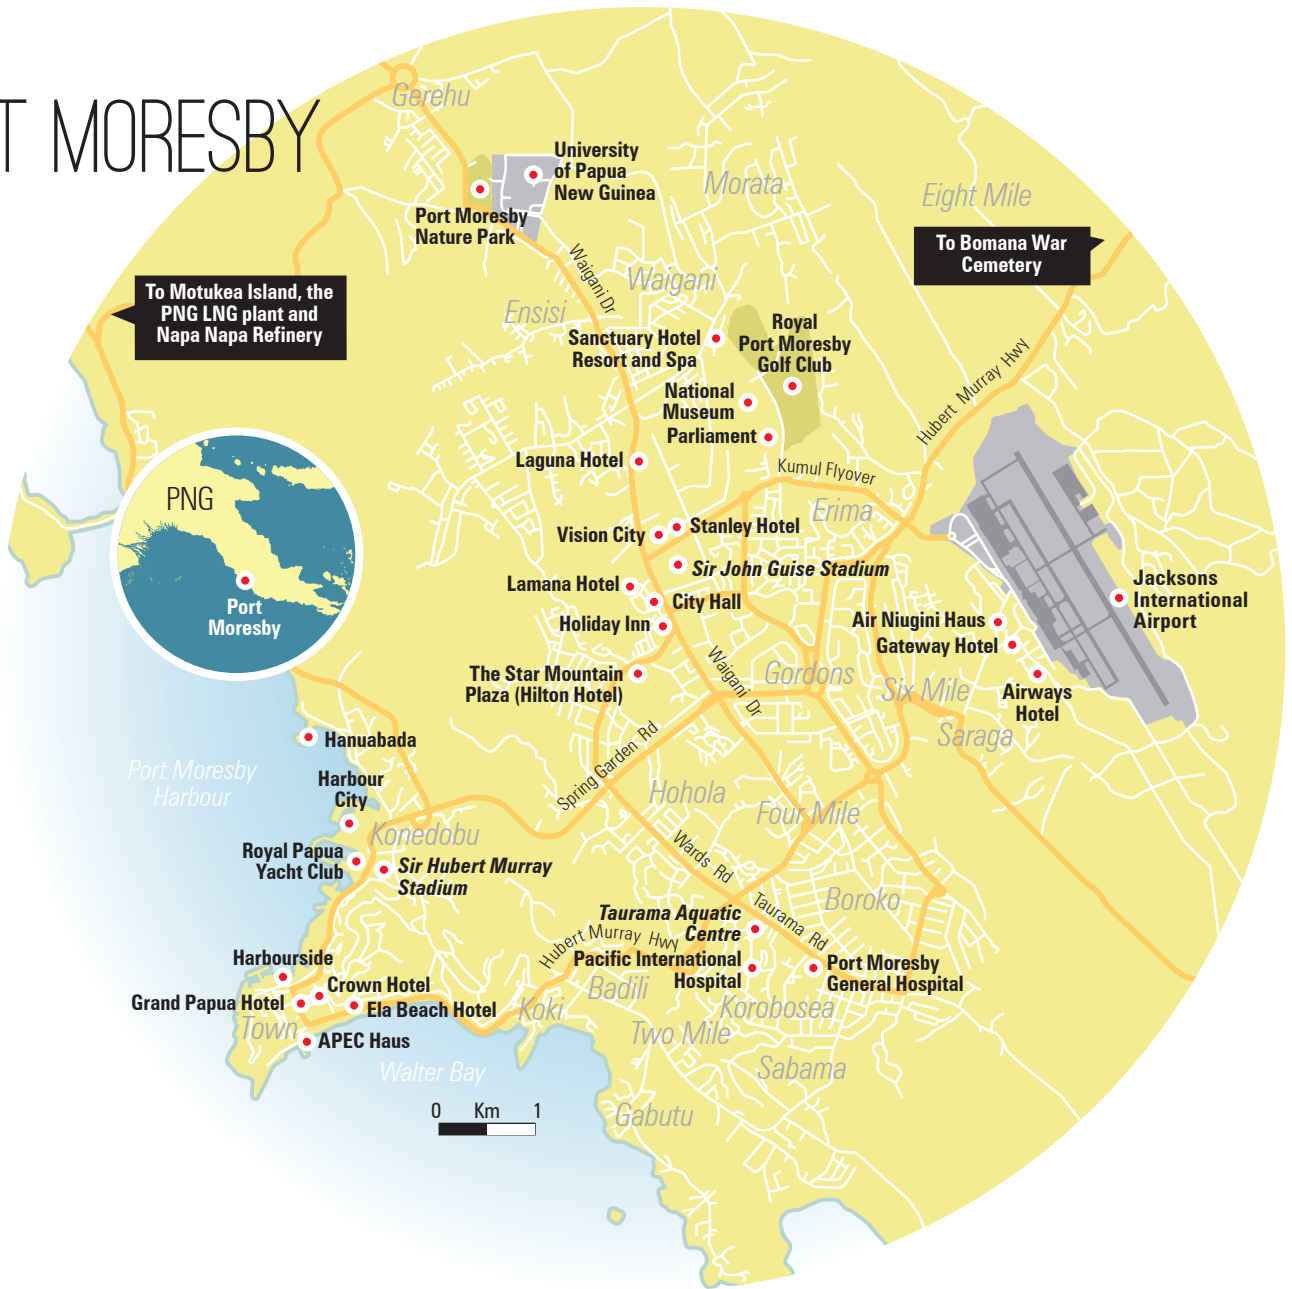 T MORESBY
Gerehu
University
of Papua
New Guinea
Port Moresby
Nature Park
Morata
Eight Mile
To Bomana War
Cemetery
Waigani Dr
Waigani
Ensisi
To Motukea Island, the
PNG LNG plant and
Napa Napa Refinery
Sanctuary Hotel
Resort and Spa
Royal
Port Moresby
Golf Club
National
Museum
Parliament
Hubert Murray Hwy
Laguna Hotel
Kumul Flyover
Erima
PNG
Port
Moresby
Vision City
Stanley Hotel
Sir John Guise Stadium
Lamana Hotel
City Hall
Holiday Inn
Jacksons
International
Airport
Air Niugini Haus
Gateway Hotel
Airways
Hotel
The Star Mountain
Plaza (Hilton Hotel)
Waigani Dr
Gordons
Six Mile
Saraga
Hanuabada
Spring Garden Rd
Port Moresby
Harbour
Harbour
City
Hohola
Four Mile
Konedobu
Royal Papua
Yacht Club
Sir Hubert Murray
Stadium
Wards Rd
Boroko
Taurama Aquatic
Centre
Taurama Rd
Hubert Murray Hwy
Pacific International
Hospital
Port Moresby
General Hospital
Harbourside
Crown Hotel
Grand Papua Hotel
Ela Beach Hotel
Town
APEC Haus
Koki
Badili
Korobosea
Two Mile
Sabama
Walter Bay
Gabutu
0 Km 1